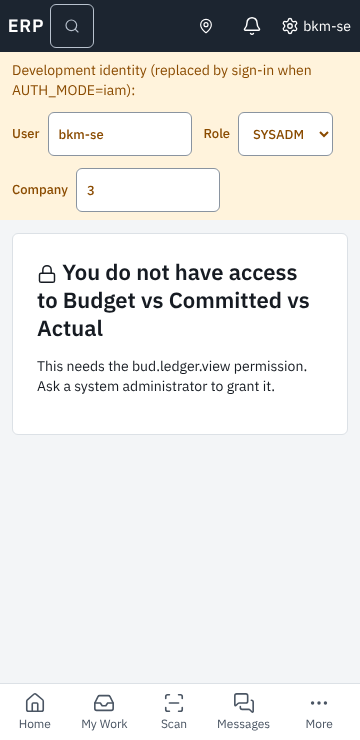 ERP bkm-se
Development identity (replaced by sign-in when
AUTH_MODE=iam):
User bkm-se Role SYSADM
Company 3
You do not have access
to Budget vs Committed vs
Actual
This needs the bud.ledger.view permission.
Ask a system administrator to grant it.
Home My Work Scan Messages More